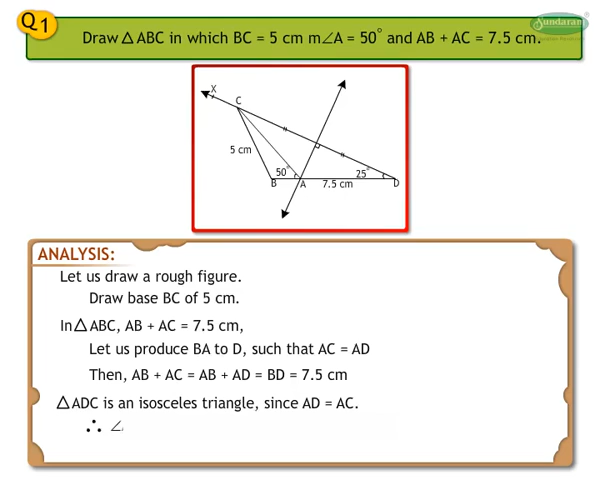 Q1
Sundaram
Draw △ ABC in which BC = 5 cm m∠A = 50° and AB + AC = 7.5 cm.
X
C
5 cm
50°
25°
B
A
7.5 cm
D
ANALYSIS:
Let us draw a rough figure.
Draw base BC of 5 cm.
In △ ABC, AB + AC = 7.5 cm,
Let us produce BA to D, such that AC = AD
Then, AB + AC = AB + AD = BD = 7.5 cm
△ ADC is an isosceles triangle, since AD = AC.
∴ ∠